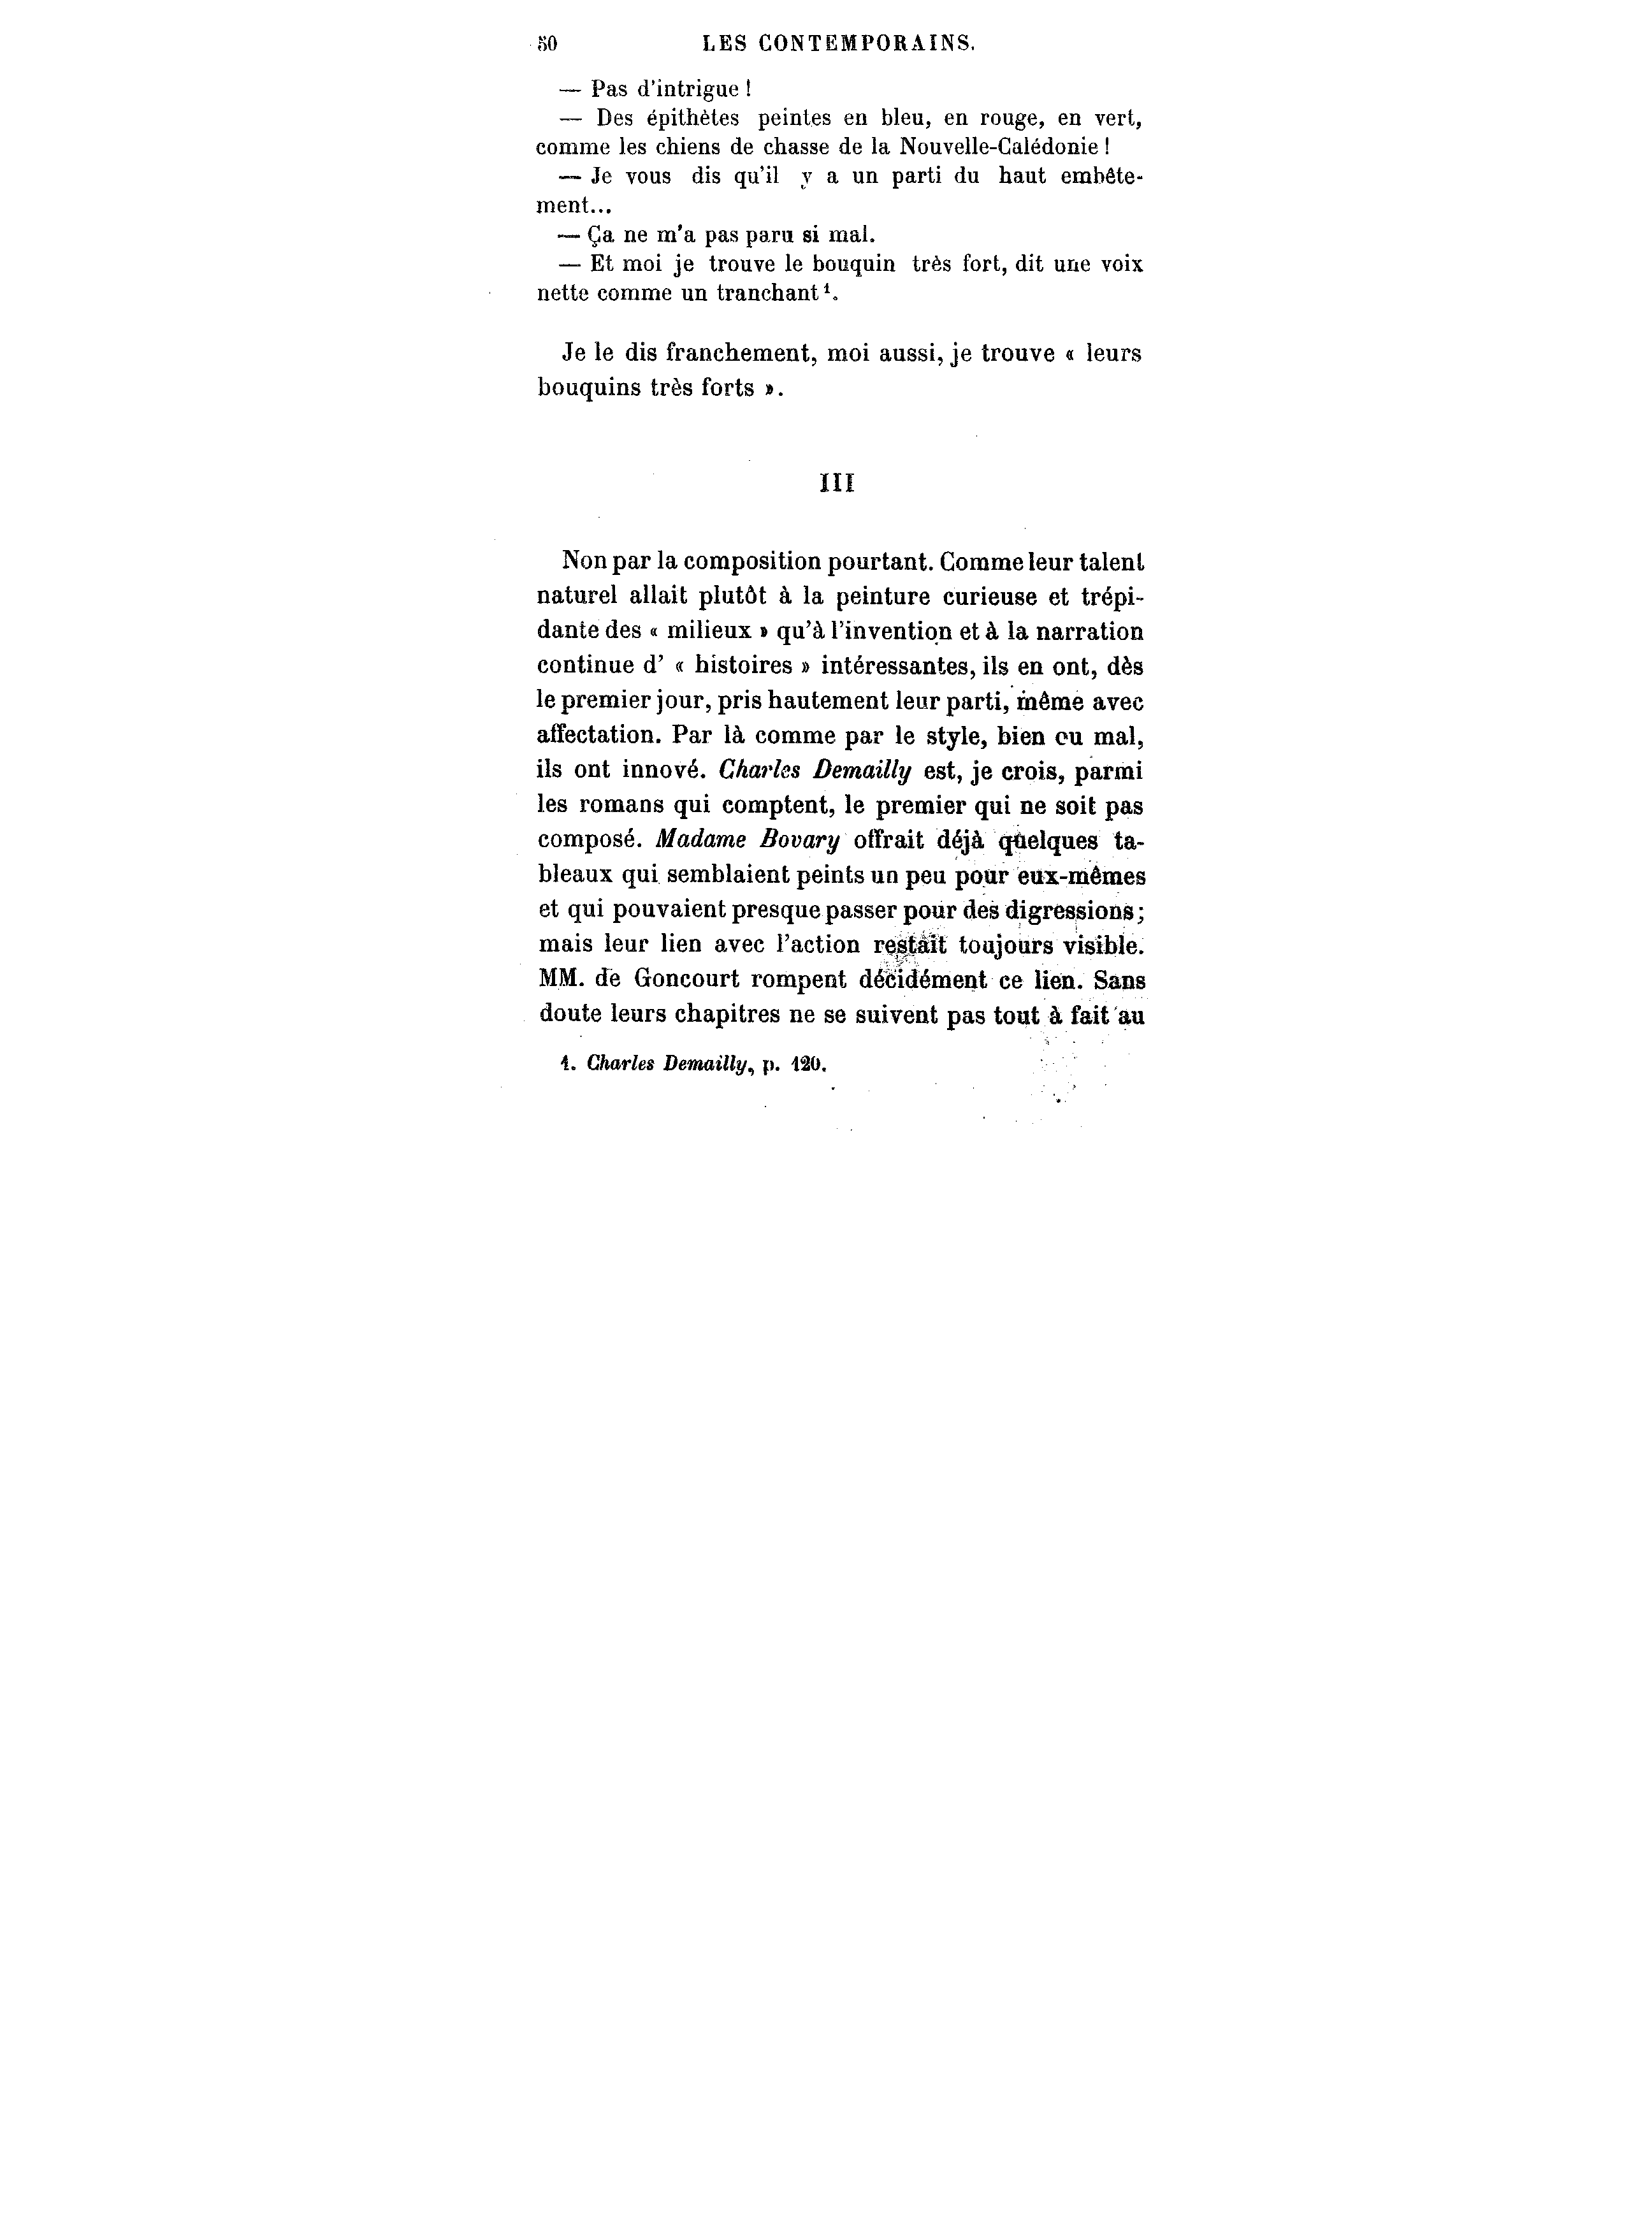 50 LES CONTEMPORAINS.
— Pas d'intrigue !
— Des épithètes peintes en bleu, en rouge, en vert,
comme les chiens de chasse de la Nouvelle-Calédonie !
— Je vous dis qu'il y a un parti du haut embête-
ment...
— Ça ne m'a pas paru si mal.
— Et moi je trouve le bouquin très fort, dit une voix
nette comme un tranchant ¹.
Je le dis franchement, moi aussi, je trouve « leurs
bouquins très forts ».
III
Non par la composition pourtant. Comme leur talent
naturel allait plutôt à la peinture curieuse et trépi-
dante des « milieux » qu'à l'invention et à la narration
continue d' « histoires » intéressantes, ils en ont, dès
le premier jour, pris hautement leur parti, même avec
affectation. Par là comme par le style, bien ou mal,
ils ont innové. Charles Demailly est, je crois, parmi
les romans qui comptent, le premier qui ne soit pas
composé. Madame Bovary offrait déjà quelques ta-
bleaux qui semblaient peints un peu pour eux-mêmes
et qui pouvaient presque passer pour des digressions;
mais leur lien avec l'action restait toujours visible.
MM. de Goncourt rompent décidément ce lien. Sans
doute leurs chapitres ne se suivent pas tout à fait au
1. Charles Demailly, p. 120.